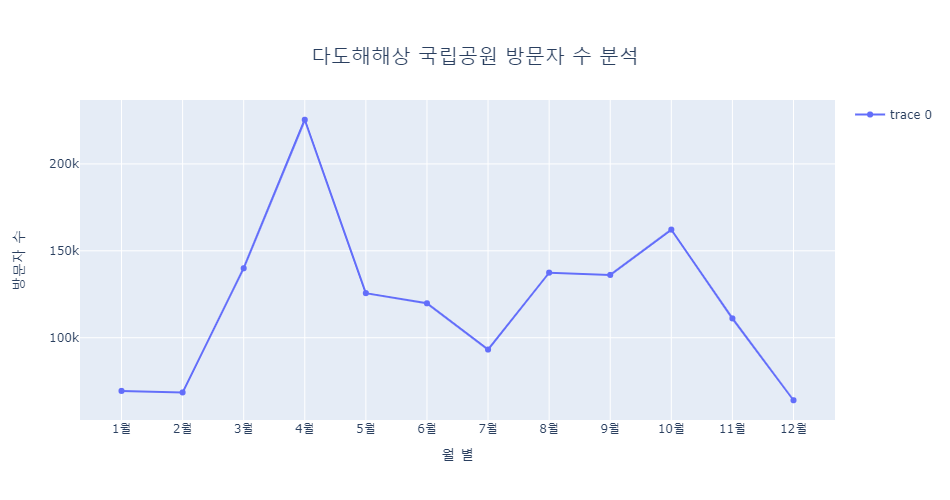 다도해해상 국립공원 방문자 수 분석
trace 0
방문자 수
200k
150k
100k
1월 2월 3월 4월 5월 6월 7월 8월 9월 10월 11월 12월
월 별